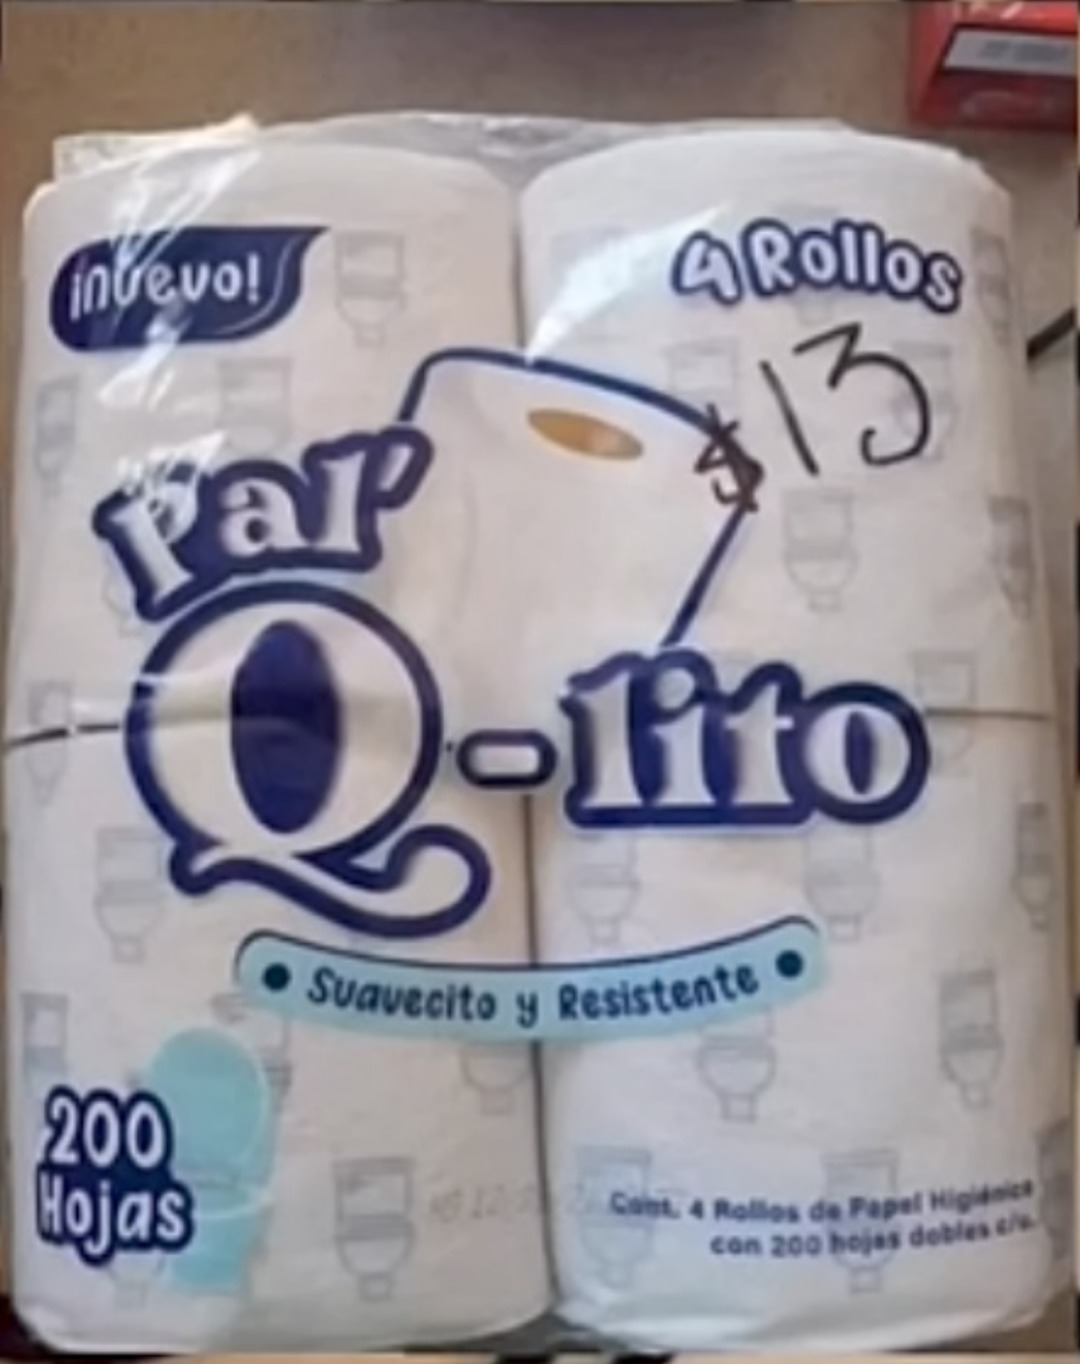 ¡Nuevo!
4 Rollos
$13
Par
Q-lito
• Suavecito y Resistente •
200
Hojas
Cont. 4 Rollos de Papel Higiénico
con 200 hojas dobles c/u.